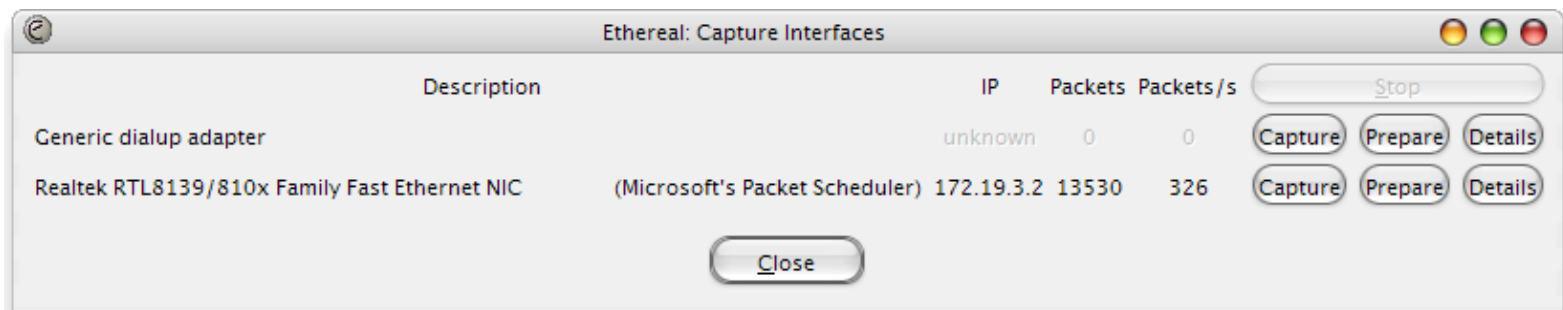 Ethereal: Capture Interfaces
Description IP Packets Packets/s Stop
Generic dialup adapter unknown 0 0 Capture Prepare Details
Realtek RTL8139/810x Family Fast Ethernet NIC (Microsoft's Packet Scheduler) 172.19.3.2 13530 326 Capture Prepare Details
Close